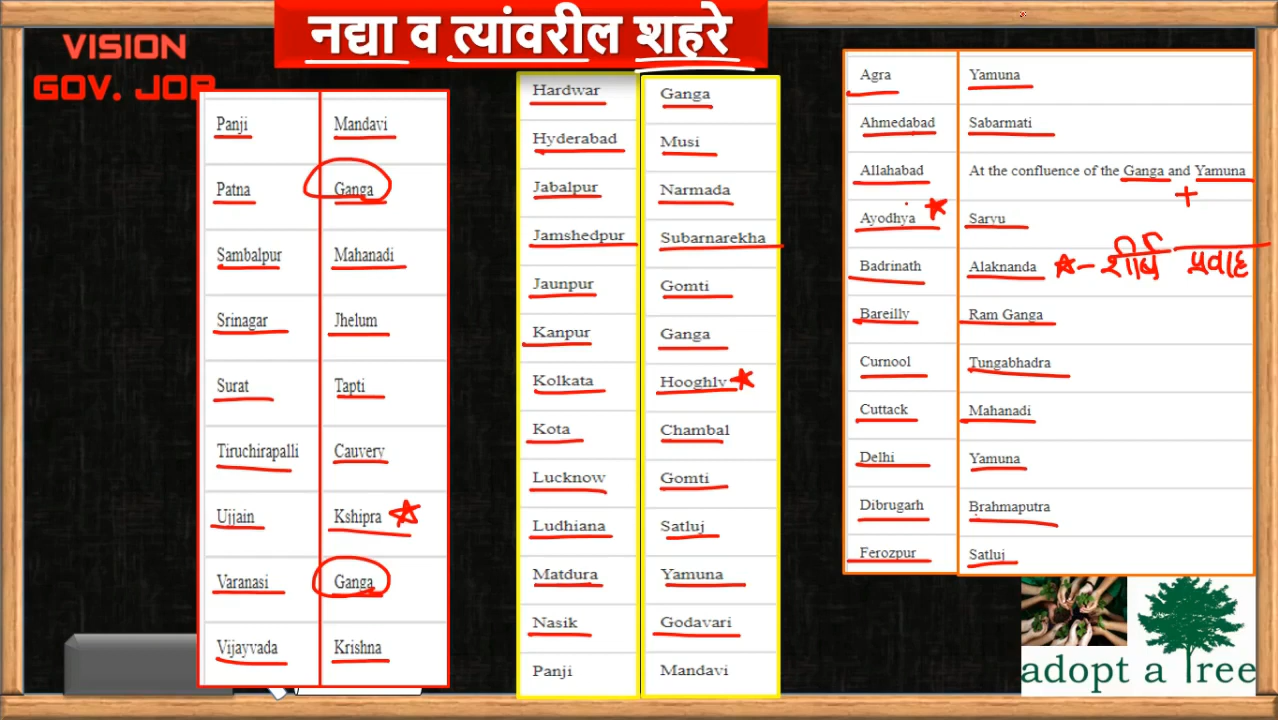 नद्या व त्यांवरील शहरे
VISION
GOV. JOB
Panji Mandavi
Patna Ganga
Sambalpur Mahanadi
Srinagar Jhelum
Surat Tapti
Tiruchirapalli Cauvery
Ujjain Kshipra
Varanasi Ganga
Vijayvada Krishna
Hardwar Ganga
Hyderabad Musi
Jabalpur Narmada
Jamshedpur Subarnarekha
Jaunpur Gomti
Kanpur Ganga
Kolkata Hooghly
Kota Chambal
Lucknow Gomti
Ludhiana Satluj
Matdura Yamuna
Nasik Godavari
Panji Mandavi
Agra Yamuna
Ahmedabad Sabarmati
Allahabad At the confluence of the Ganga and Yamuna
+
Ayodhya Saryu
Badrinath Alaknanda - शीर्ष प्रवाह
Bareilly Ram Ganga
Curnool Tungabhadra
Cuttack Mahanadi
Delhi Yamuna
Dibrugarh Brahmaputra
Ferozpur Satluj
adopt a Tree